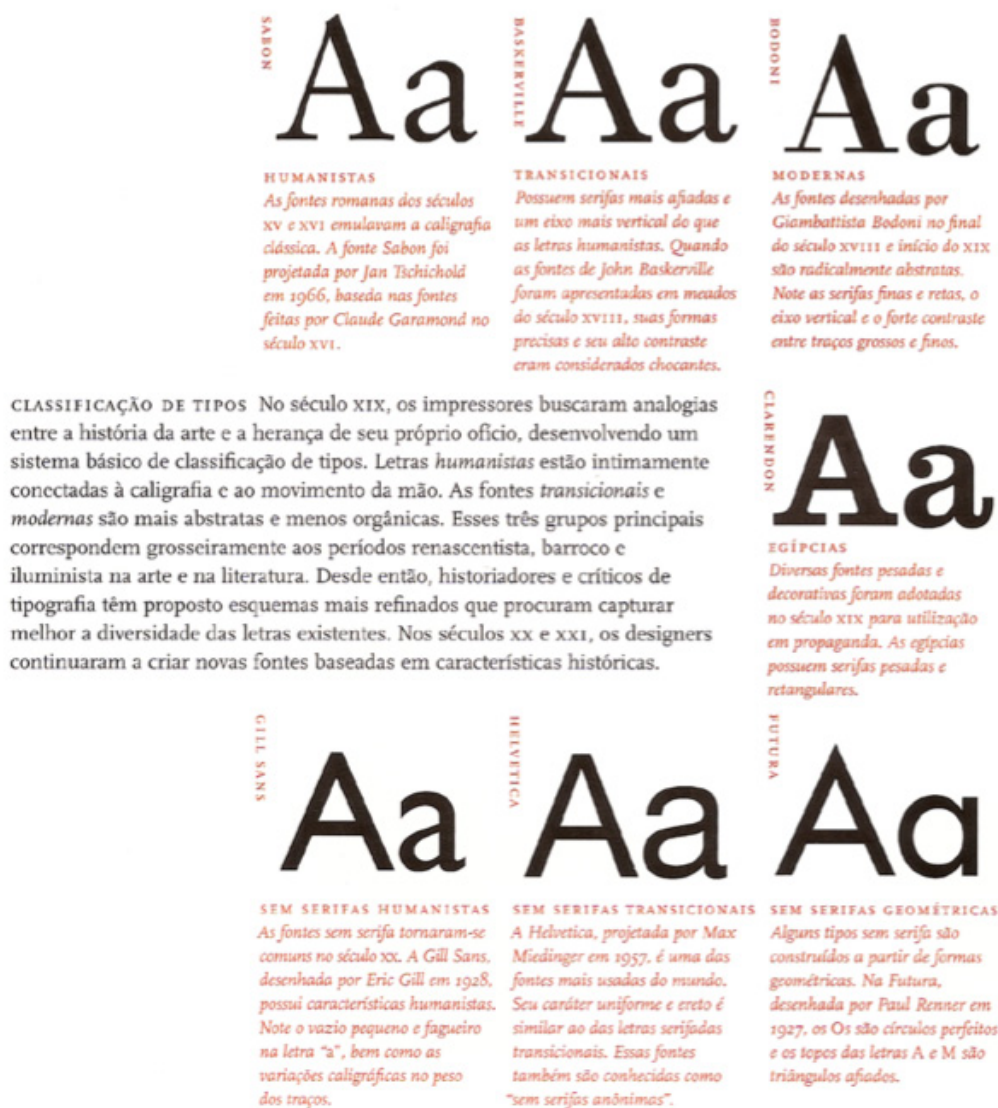 SABON
Aa
HUMANISTAS
As fontes romanas dos séculos
XV e XVI emulavam a caligrafia
clássica. A fonte Sabon foi
projetada por Jan Tschichold
em 1966, baseda nas fontes
feitas por Claude Garamond no
século XVI.
BASKERVILLE
Aa
TRANSICIONAIS
Possuem serifas mais afiadas e
um eixo mais vertical do que
as letras humanistas. Quando
as fontes de John Baskerville
foram apresentadas em meados
do século XVIII, suas formas
precisas e seu alto contraste
eram considerados chocantes.
BODONI
Aa
MODERNAS
As fontes desenhadas por
Giambattista Bodoni no final
do século XVIII e início do XIX
são radicalmente abstratas.
Note as serifas finas e retas, o
eixo vertical e o forte contraste
entre traços grossos e finos.
CLASSIFICAÇÃO DE TIPOS No século XIX, os impressores buscaram analogias
entre a história da arte e a herança de seu próprio ofício, desenvolvendo um
sistema básico de classificação de tipos. Letras humanistas estão intimamente
conectadas à caligrafia e ao movimento da mão. As fontes transicionais e
modernas são mais abstratas e menos orgânicas. Esses três grupos principais
correspondem grosseiramente aos períodos renascentista, barroco e
iluminista na arte e na literatura. Desde então, historiadores e críticos de
tipografia têm proposto esquemas mais refinados que procuram capturar
melhor a diversidade das letras existentes. Nos séculos XX e XXI, os designers
continuaram a criar novas fontes baseadas em características históricas.
CLARENDON
Aa
EGÍPCIAS
Diversas fontes pesadas e
decorativas foram adotadas
no século XIX para utilização
em propaganda. As egípcias
possuem serifas pesadas e
retangulares.
GILL SANS
Aa
SEM SERIFAS HUMANISTAS
As fontes sem serifa tornaram-se
comuns no século XX. A Gill Sans,
desenhada por Eric Gill em 1928,
possui características humanistas.
Note o vazio pequeno e fagueiro
na letra "a", bem como as
variações caligráficas no peso
dos traços.
HELVETICA
Aa
SEM SERIFAS TRANSICIONAIS
A Helvetica, projetada por Max
Miedinger em 1957, é uma das
fontes mais usadas do mundo.
Seu caráter uniforme e ereto é
similar ao das letras serifadas
transicionais. Essas fontes
também são conhecidas como
"sem serifas anônimas".
FUTURA
Aa
SEM SERIFAS GEOMÉTRICAS
Alguns tipos sem serifa são
construídos a partir de formas
geométricas. Na Futura,
desenhada por Paul Renner em
1927, os Os são círculos perfeitos
e os topos das letras A e M são
triângulos afiados.